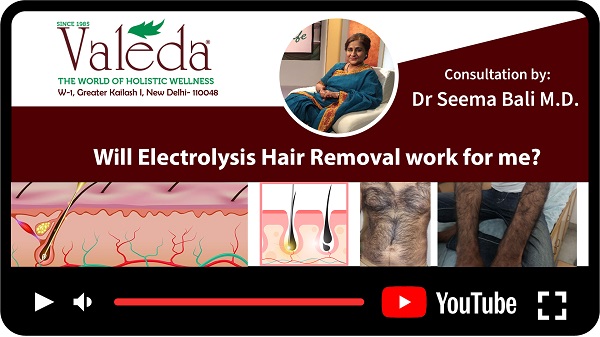 SINCE 1985
Valeda®
THE WORLD OF HOLISTIC WELLNESS
W-1, Greater Kailash I, New Delhi- 110048
Consultation by:
Dr Seema Bali M.D.
Will Electrolysis Hair Removal work for me?
YouTube